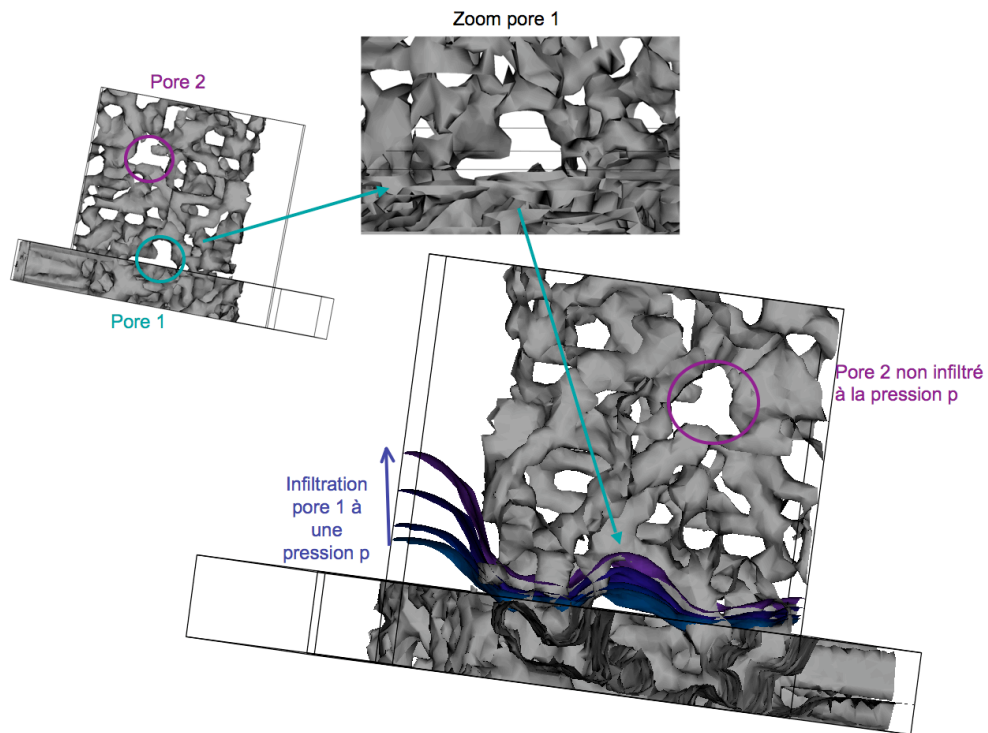 Zoom pore 1
Pore 2
Pore 1
Pore 2 non infiltré
à la pression p
Infiltration
pore 1 à
une
pression p